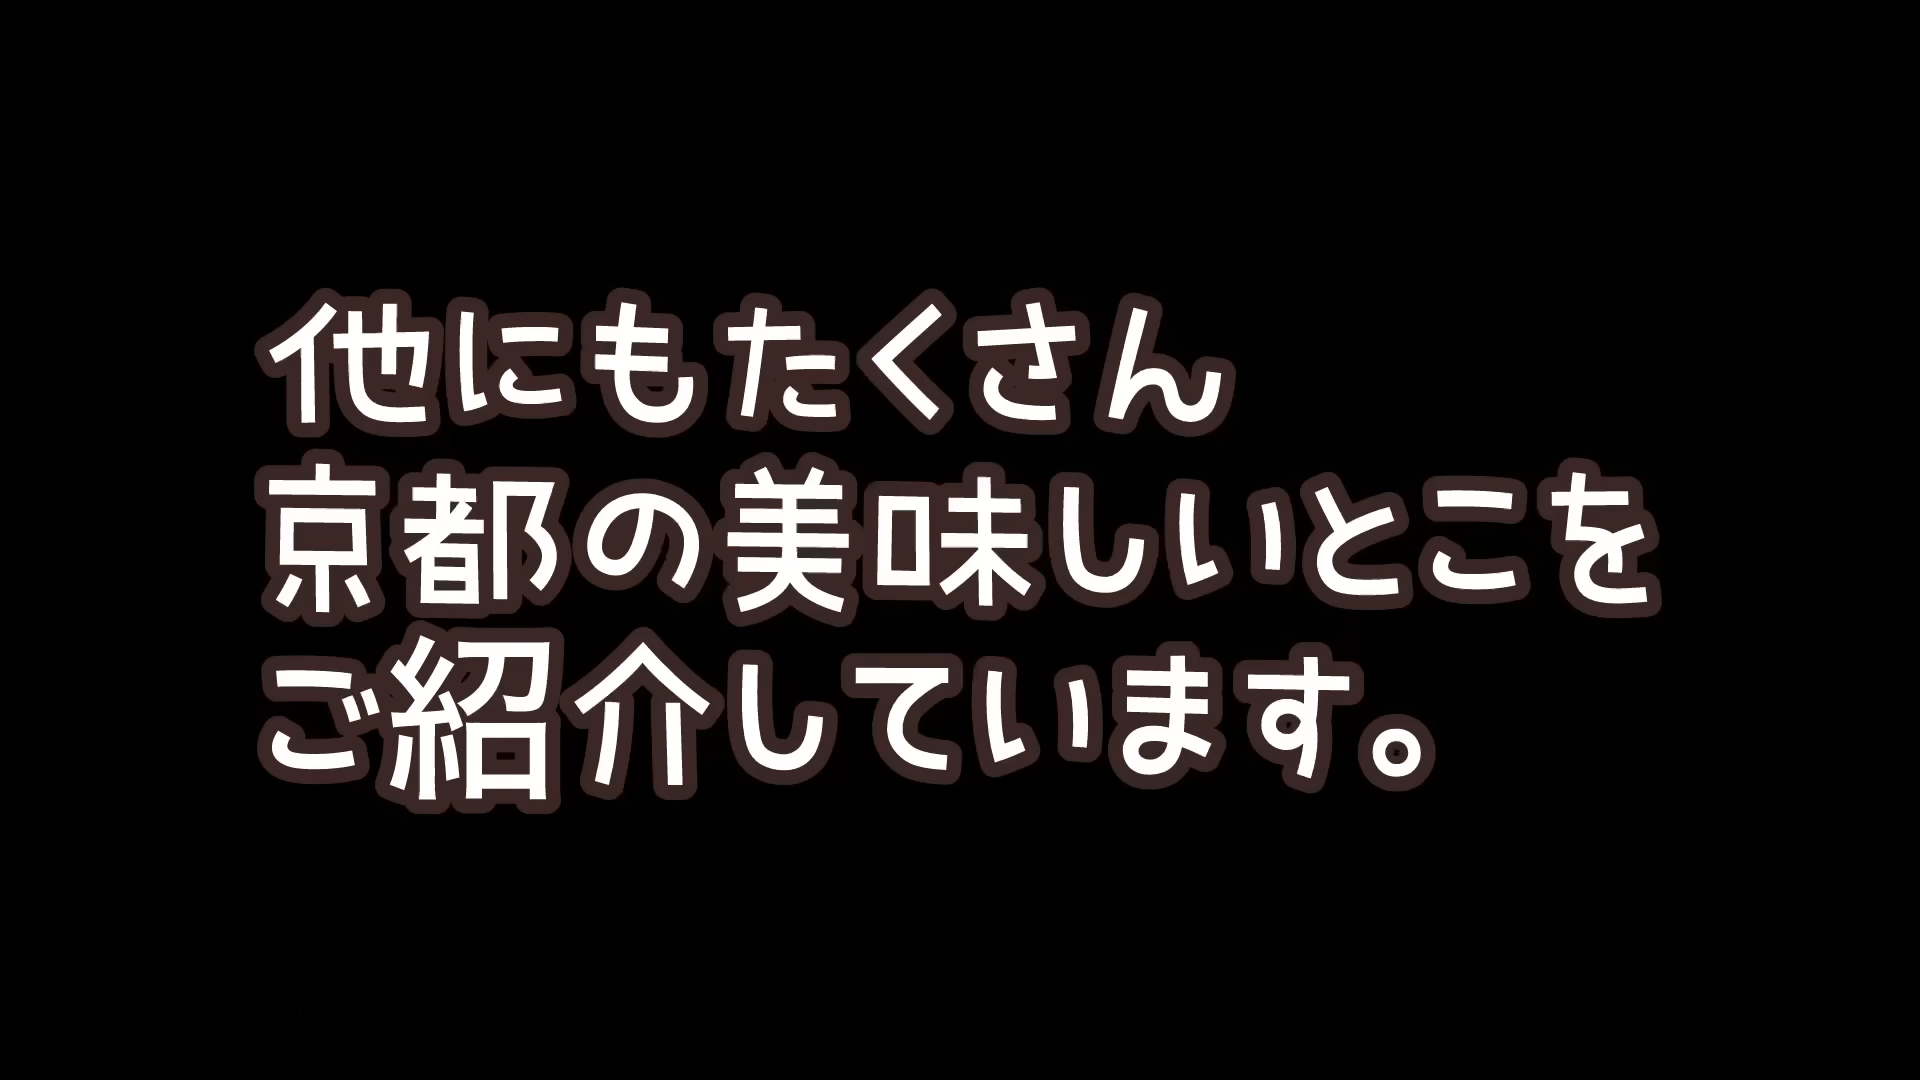 他にもたくさん
京都の美味しいとこを
ご紹介しています。